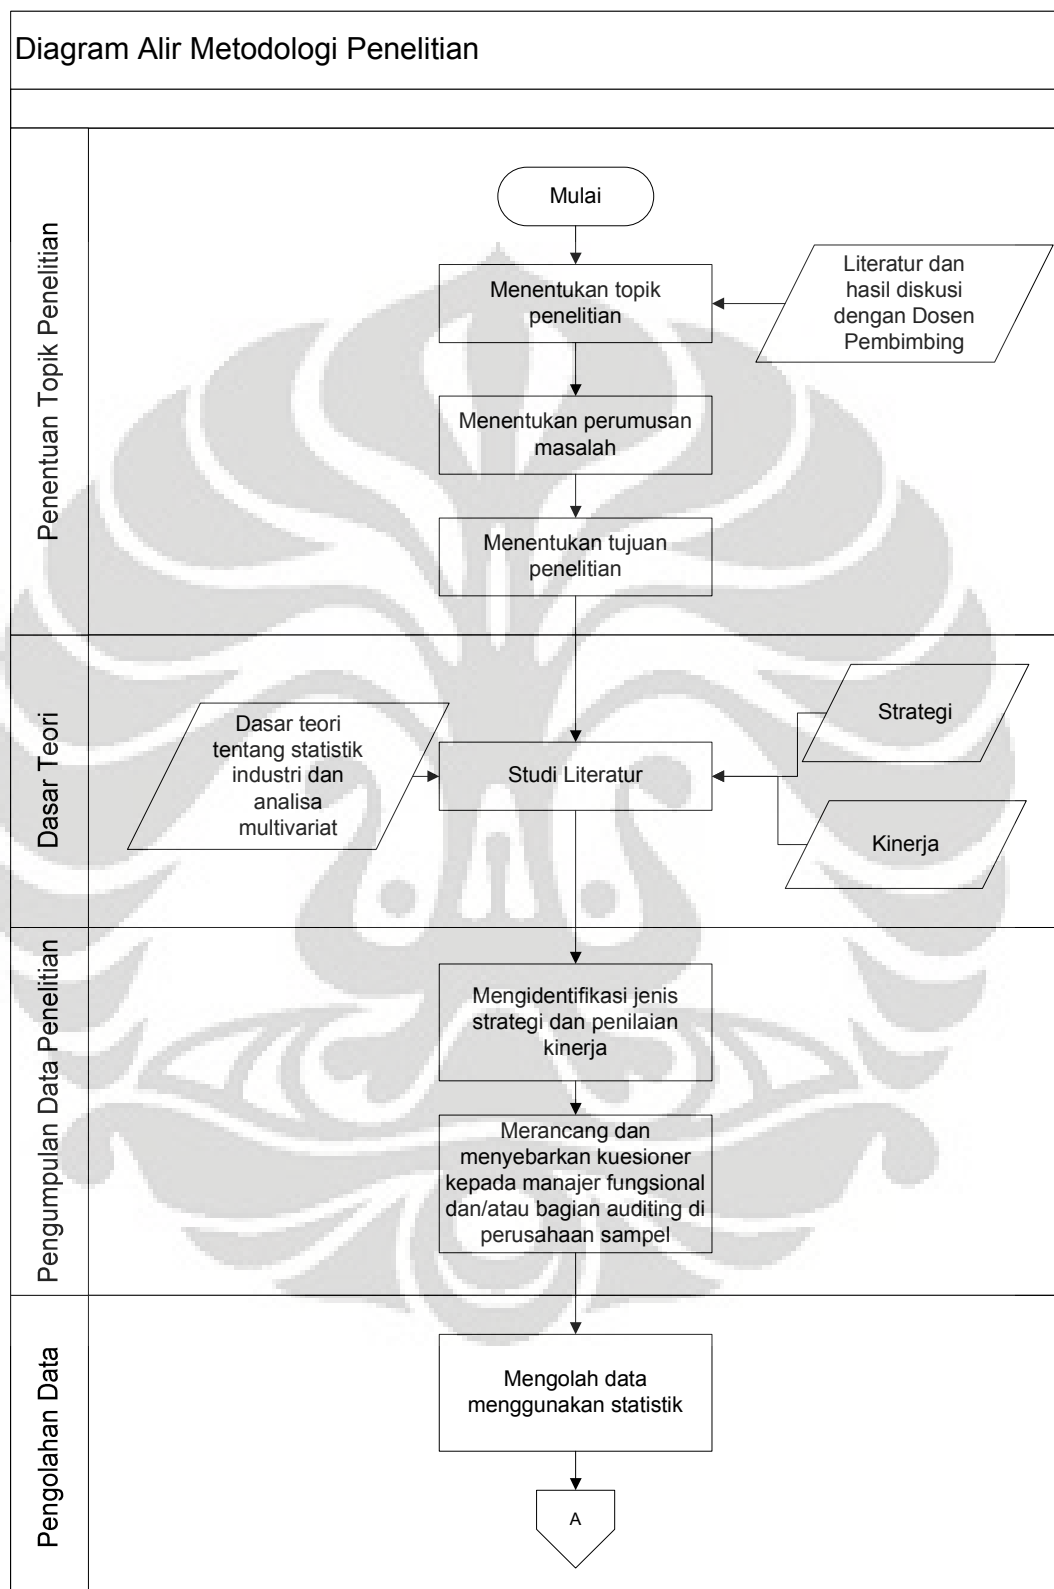 Diagram Alir Metodologi Penelitian
Penentuan Topik Penelitian
Mulai
Menentukan topik
penelitian
Literatur dan
hasil diskusi
dengan Dosen
Pembimbing
Menentukan perumusan
masalah
Menentukan tujuan
penelitian
Dasar Teori
Dasar teori
tentang statistik
industri dan
analisa
multivariat
Studi Literatur
Strategi
Kinerja
Pengumpulan Data Penelitian
Mengidentifikasi jenis
strategi dan penilaian
kinerja
Merancang dan
menyebarkan kuesioner
kepada manajer fungsional
dan/atau bagian auditing di
perusahaan sampel
Pengolahan Data
Mengolah data
menggunakan statistik
A